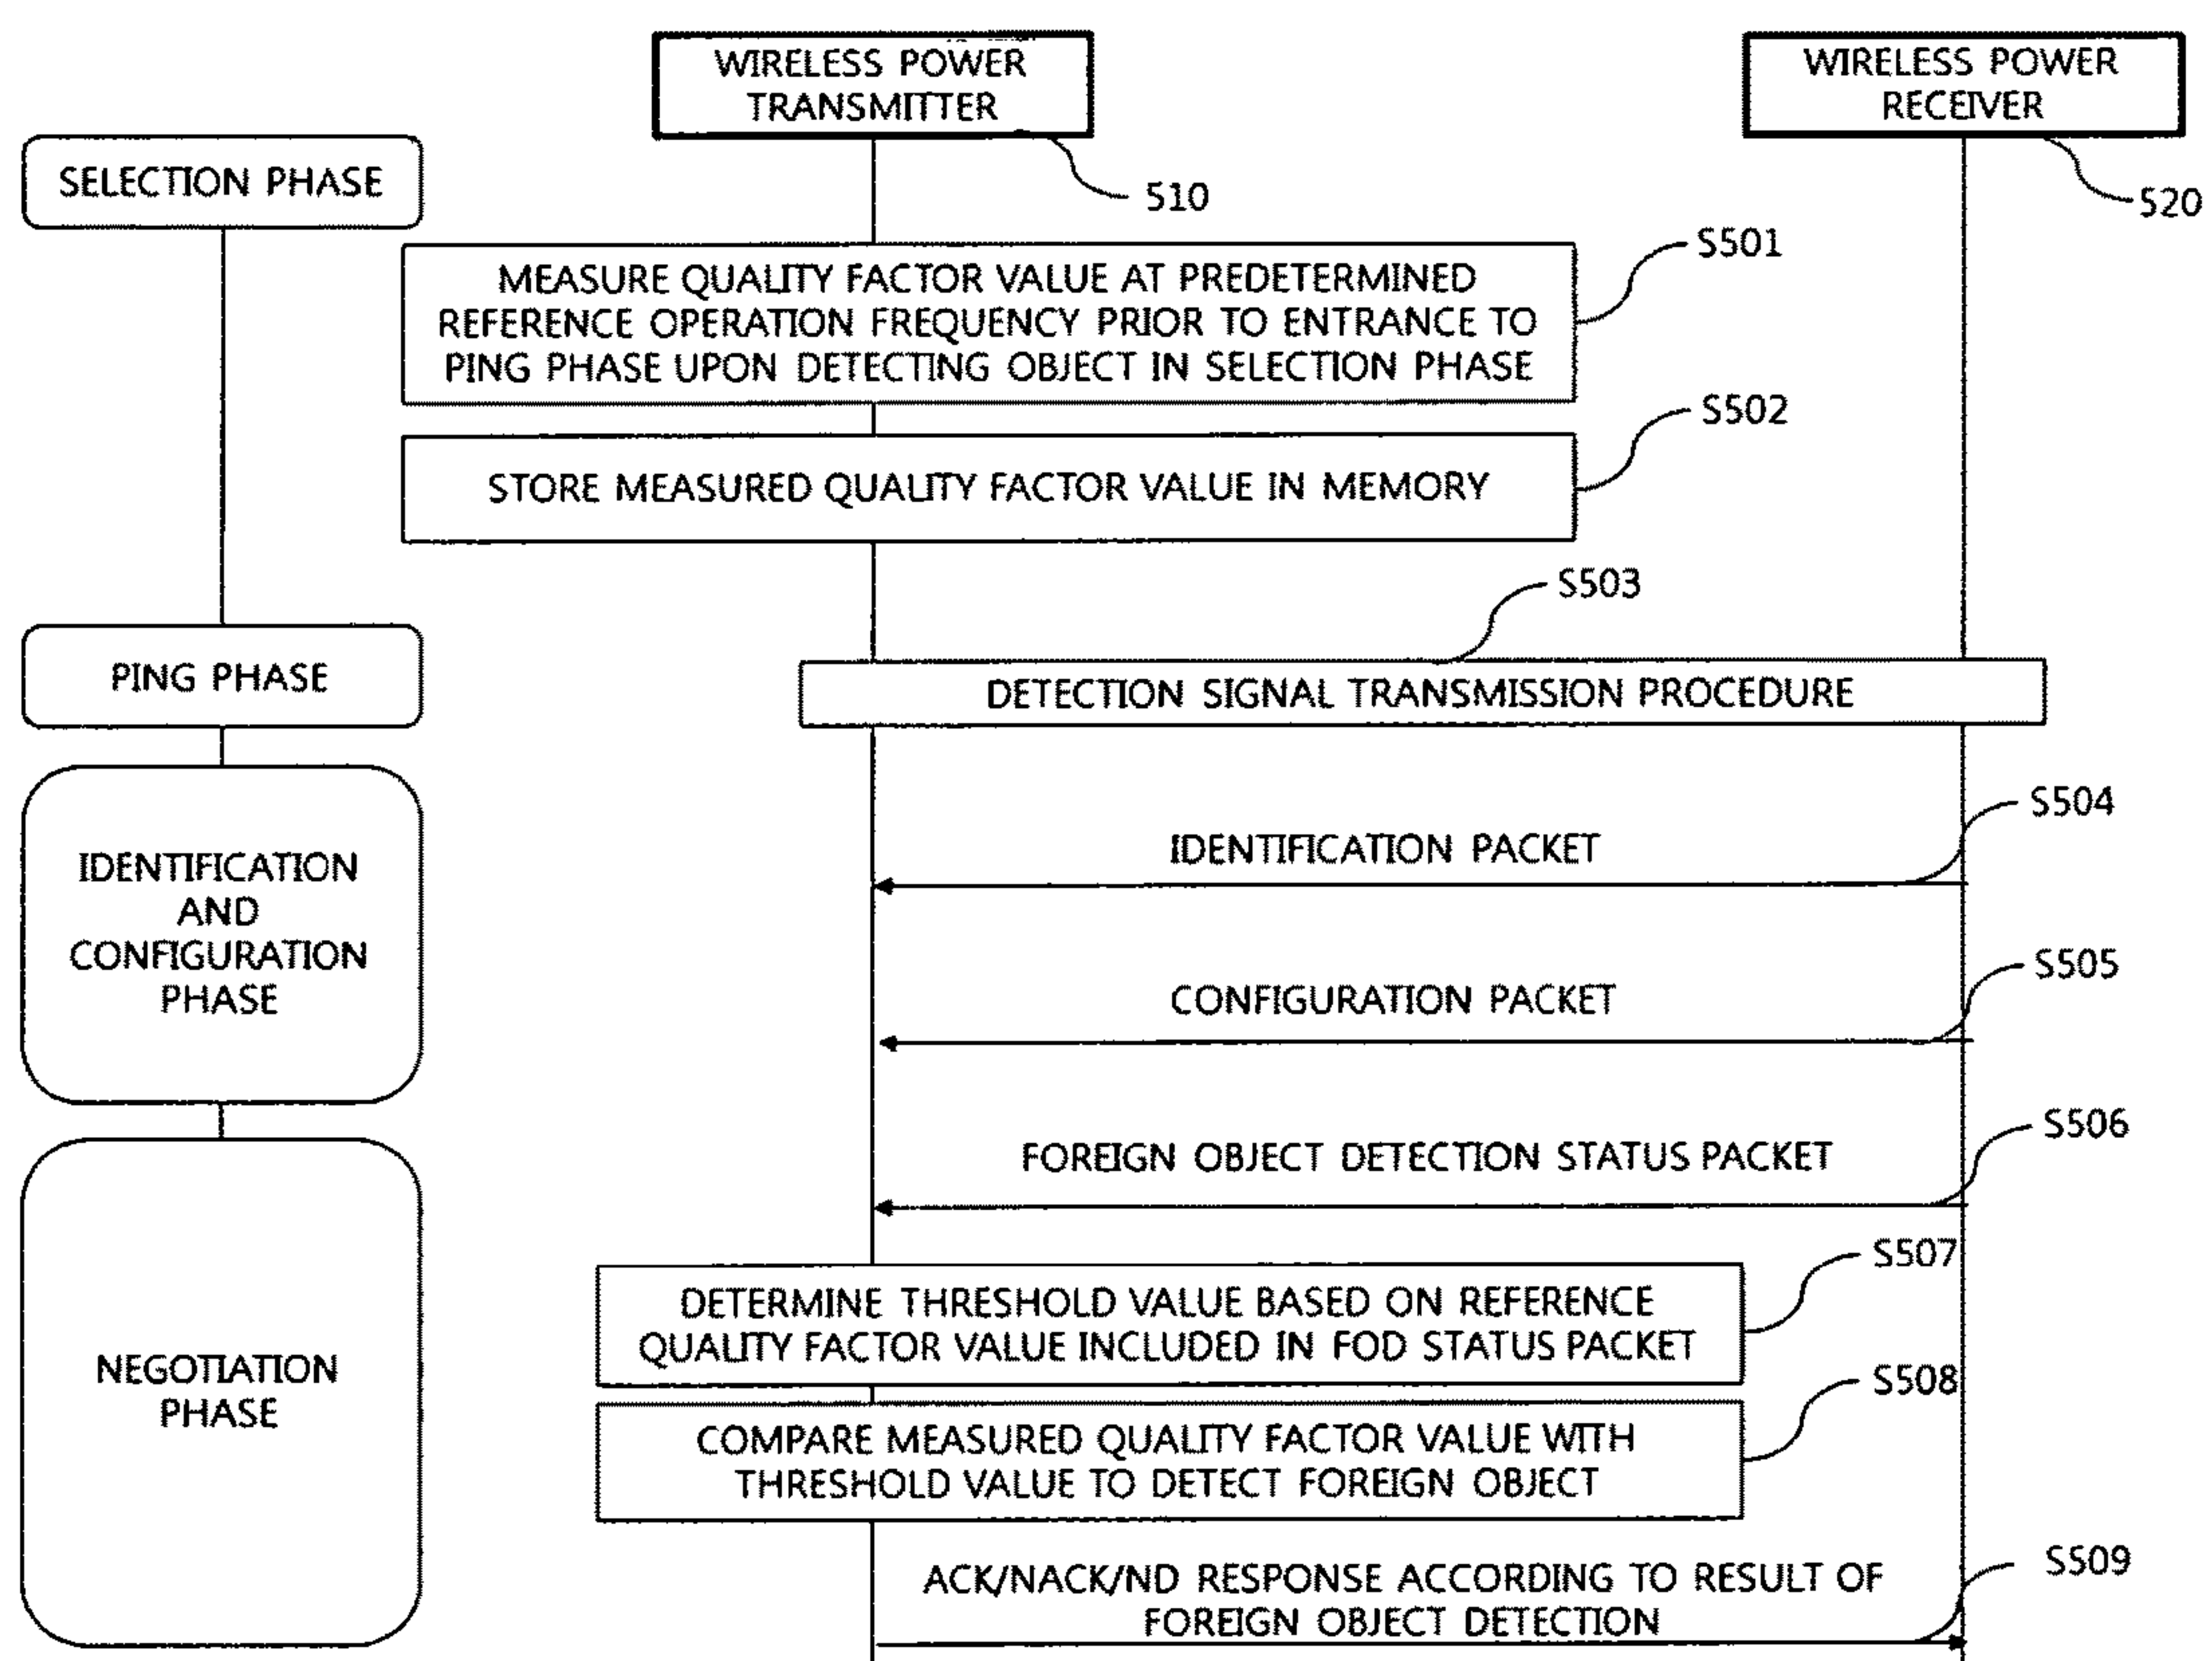 WIRELESS POWER
TRANSMITTER
WIRELESS POWER
RECEIVER
SELECTION PHASE
510
520
S501
MEASURE QUALITY FACTOR VALUE AT PREDETERMINED
REFERENCE OPERATION FREQUENCY PRIOR TO ENTRANCE TO
PING PHASE UPON DETECTING OBJECT IN SELECTION PHASE
S502
STORE MEASURED QUALITY FACTOR VALUE IN MEMORY
S503
PING PHASE
DETECTION SIGNAL TRANSMISSION PROCEDURE
S504
IDENTIFICATION PACKET
IDENTIFICATION
AND
CONFIGURATION
PHASE
S505
CONFIGURATION PACKET
S506
FOREIGN OBJECT DETECTION STATUS PACKET
S507
DETERMINE THRESHOLD VALUE BASED ON REFERENCE
QUALITY FACTOR VALUE INCLUDED IN FOD STATUS PACKET
NEGOTIATION
PHASE
S508
COMPARE MEASURED QUALITY FACTOR VALUE WITH
THRESHOLD VALUE TO DETECT FOREIGN OBJECT
S509
ACK/NACK/ND RESPONSE ACCORDING TO RESULT OF
FOREIGN OBJECT DETECTION